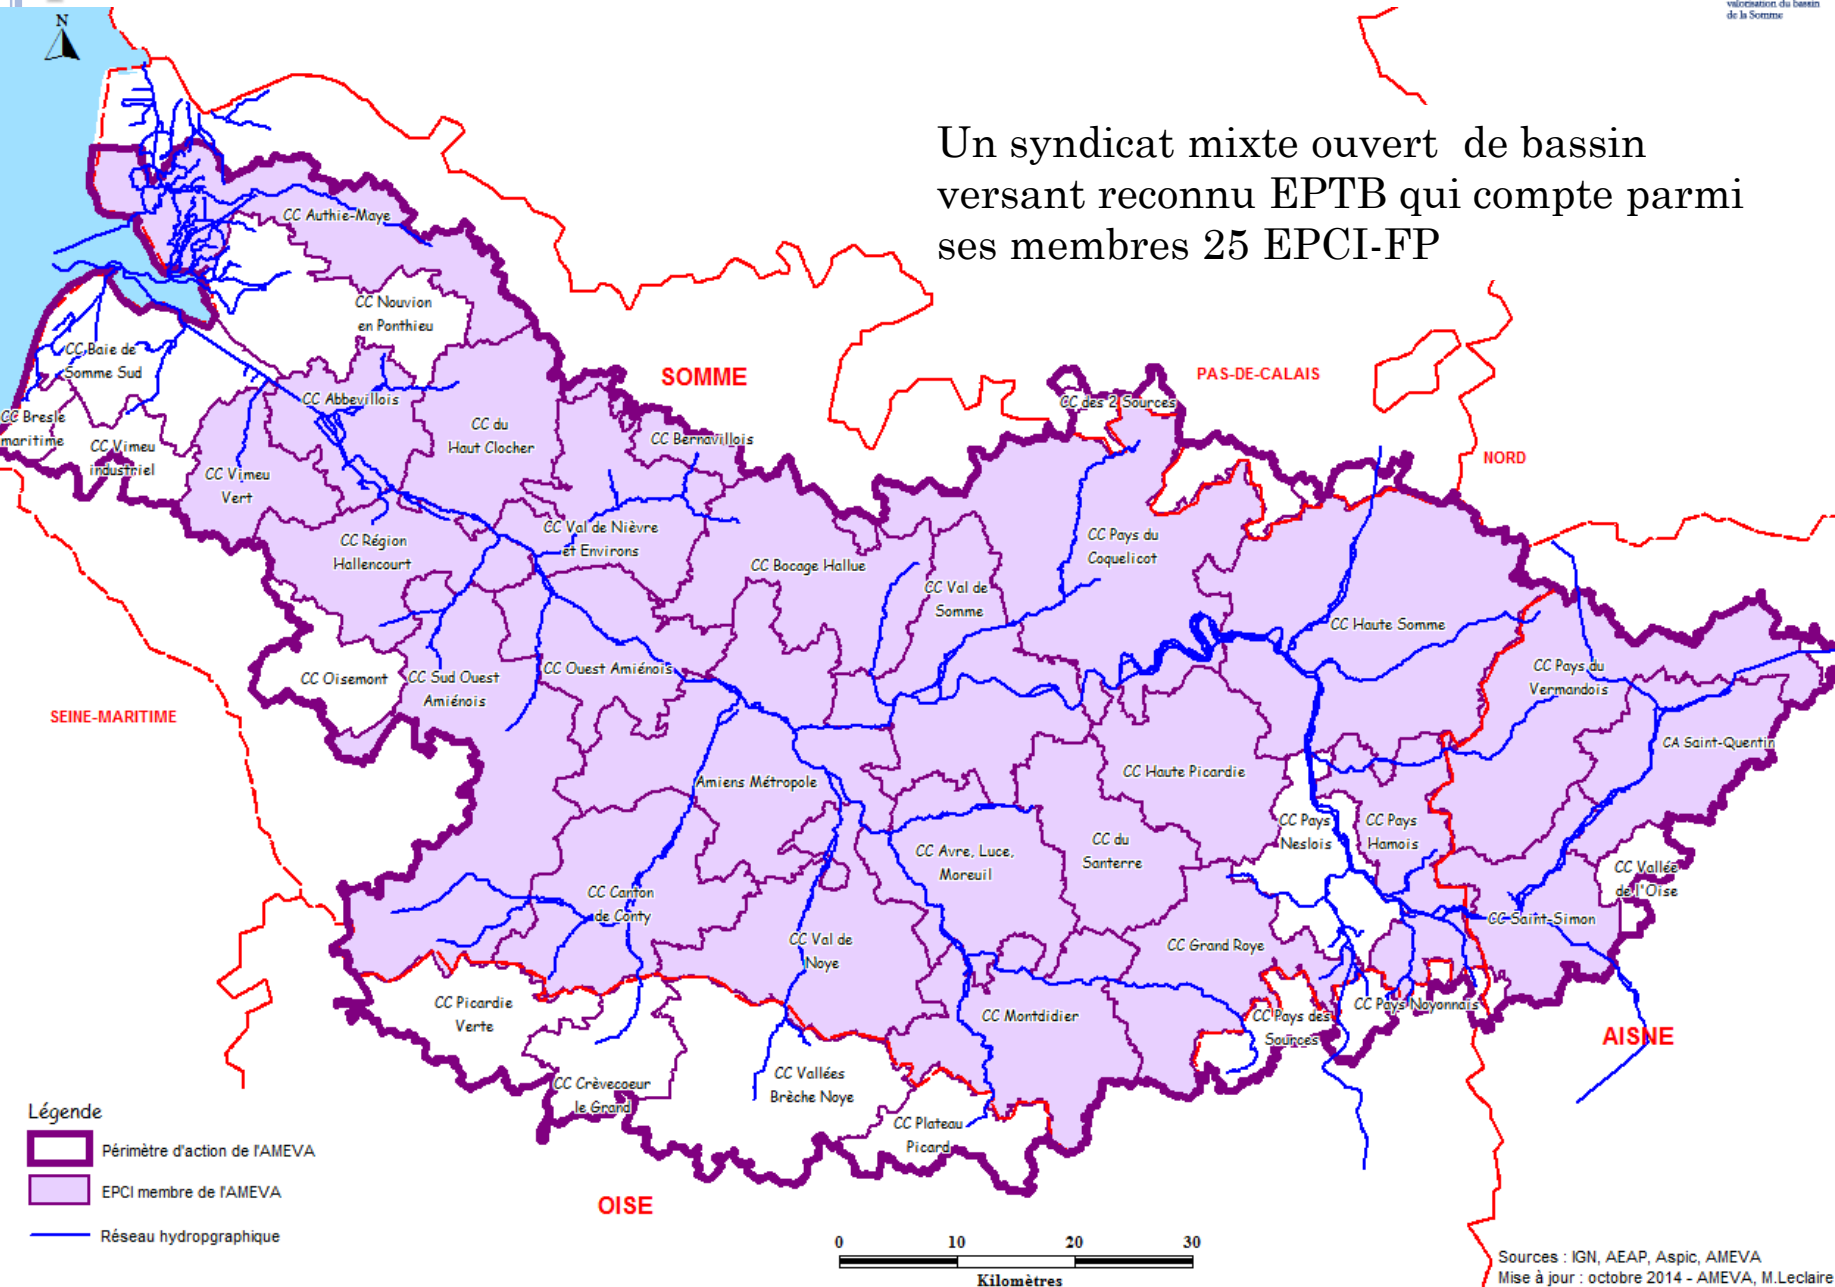 valorisation du bassin
de la Somme
N
Un syndicat mixte ouvert de bassin
versant reconnu EPTB qui compte parmi
ses membres 25 EPCI-FP
CC Authie-Maye
CC Nouvion
en Ponthieu
CC Baie de
Somme Sud
SOMME
PAS-DE-CALAIS
CC Abbevillois
CC des 2 Sources
CC Bresle
maritime
CC Vimeu
industriel
CC du
Haut Clocher
CC Bernavillois
NORD
CC Vimeu
Vert
CC Région
Hallencourt
CC Val de Nièvre
et Environs
CC Bocage Hallue
CC Pays du
Coquelicot
CC Val de
Somme
CC Haute Somme
CC Oisemont
CC Sud Ouest
Amiénois
CC Ouest Amiénois
CC Pays du
Vermandois
SEINE-MARITIME
CA Saint-Quentin
Amiens Métropole
CC Haute Picardie
CC Pays
Neslois
CC Pays
Hamois
CC Avre, Luce,
Moreuil
CC du
Santerre
CC Vallée
de l'Oise
CC Canton
de Conty
CC Saint-Simon
CC Val de
Noye
CC Grand Roye
CC Picardie
Verte
CC Montdidier
CC Pays des
Sources
CC Pays Noyonnais
AISNE
CC Crèvecoeur
le Grand
CC Vallées
Brèche Noye
CC Plateau
Picard
OISE
Légende
Périmètre d'action de l'AMEVA
EPCI membre de l'AMEVA
Réseau hydropgraphique
0 10 20 30
Kilomètres
Sources : IGN, AEAP, Aspic, AMEVA
Mise à jour : octobre 2014 - AMEVA, M.Leclaire